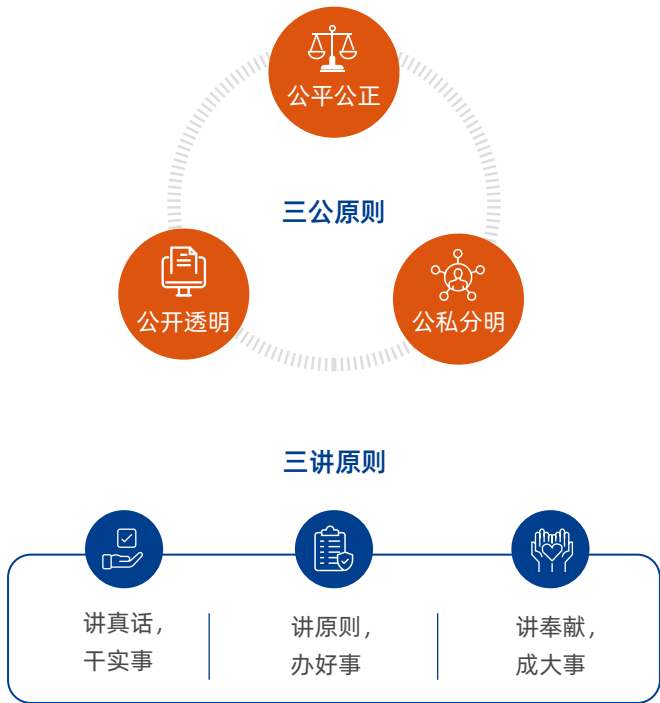 公平公正
三公原则
公开透明
公私分明
三讲原则
讲真话，
干实事
讲原则，
办好事
讲奉献，
成大事